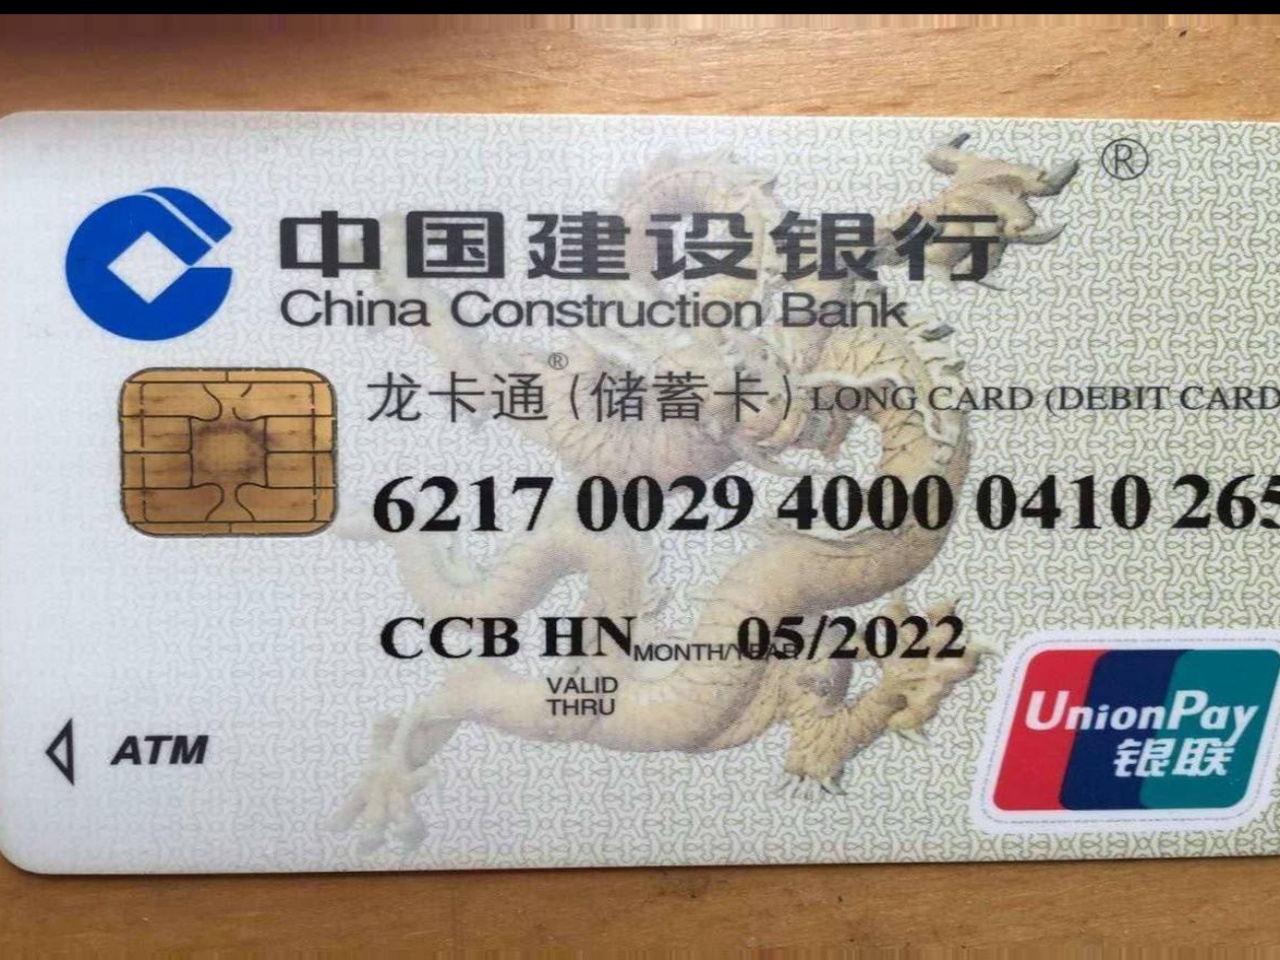 ®
中国建设银行
China Construction Bank
龙卡通®(储蓄卡) LONG CARD (DEBIT CARD
6217 0029 4000 0410 265
CCB HN MONTH/YEAR 05/2022
VALID
THRU
ATM
UnionPay
银联